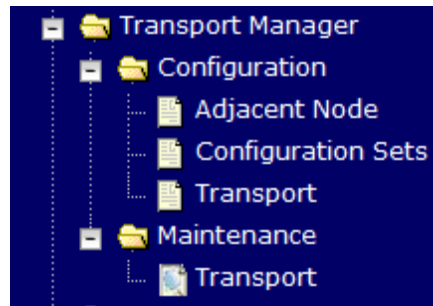 Transport Manager
Configuration
Adjacent Node
Configuration Sets
Transport
Maintenance
Transport